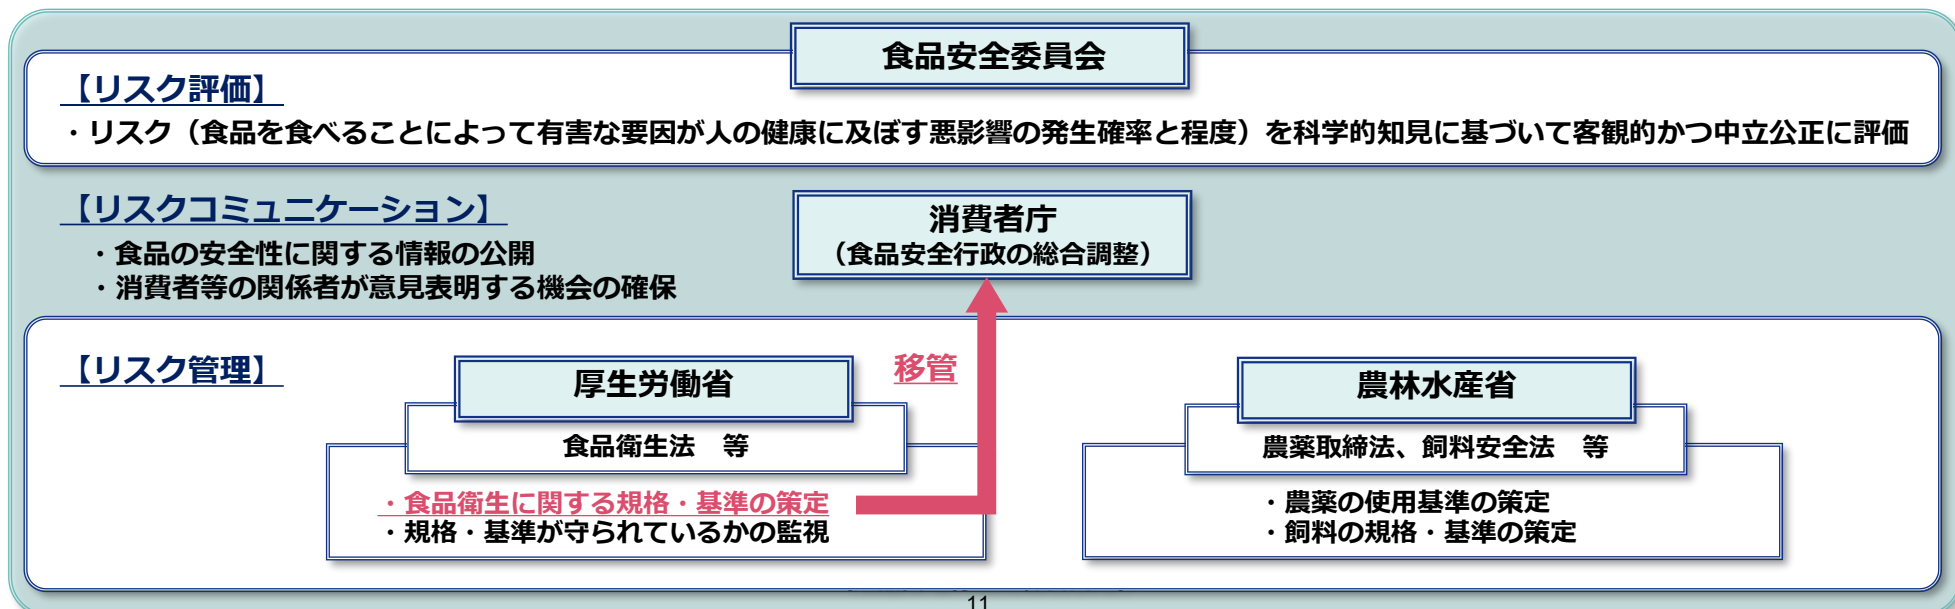 食品安全委員会
【リスク評価】
・リスク（食品を食べることによって有害な要因が人の健康に及ぼす悪影響の発生確率と程度）を科学的知見に基づいて客観的かつ中立公正に評価
【リスクコミュニケーション】
・食品の安全性に関する情報の公開
・消費者等の関係者が意見表明する機会の確保
消費者庁
（食品安全行政の総合調整）
【リスク管理】
厚生労働省
移管
農林水産省
食品衛生法　等
農薬取締法、飼料安全法　等
・食品衛生に関する規格・基準の策定
・規格・基準が守られているかの監視
・農薬の使用基準の策定
・飼料の規格・基準の策定
11